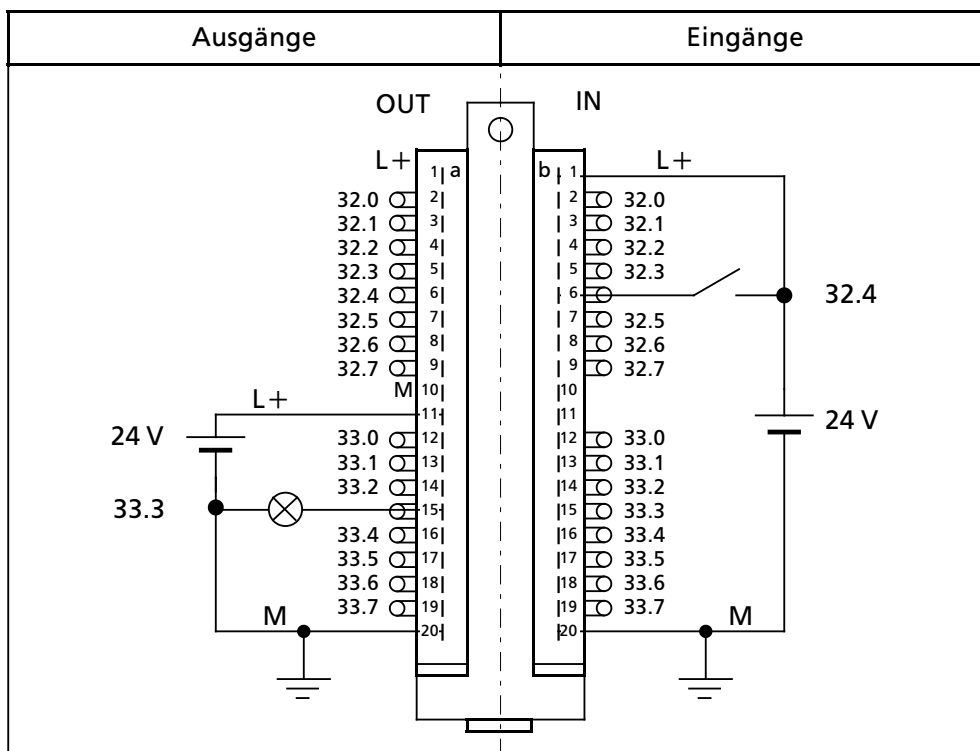 Ausgänge Eingänge
OUT IN
L+ 1 a b 1 L+
32.0 2 2 32.0
32.1 3 3 32.1
32.2 4 4 32.2
32.3 5 5 32.3
32.4 6 6 32.4
32.5 7 7 32.5
32.6 8 8 32.6
32.7 9 9 32.7
M 10 10
L+ 11 11
24 V 24 V
33.0 12 12 33.0
33.1 13 13 33.1
33.2 14 14 33.2
33.3 15 15 33.3
33.4 16 16 33.4
33.5 17 17 33.5
33.6 18 18 33.6
33.7 19 19 33.7
M 20 20 M